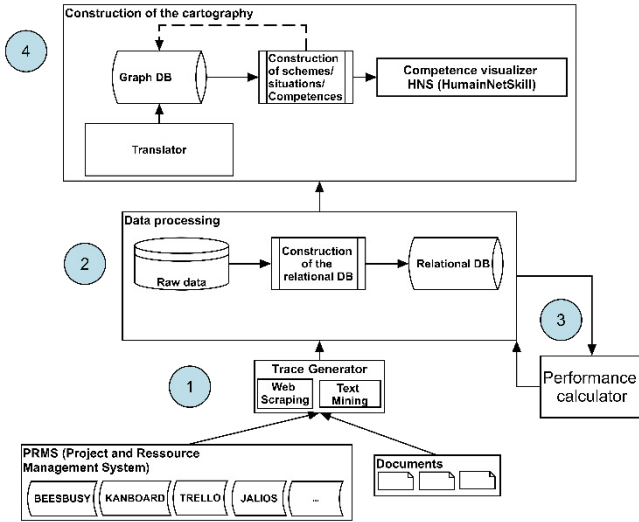 Construction of the cartography
4
Graph DB
Construction
of schemes/
situations/
Competences
Competence visualizer
HNS (HumainNetSkill)
Translator
Data processing
2
Raw data
Construction
of the
relational DB
Relational DB
3
Performance
calculator
1
Trace Generator
Web
Scraping
Text
Mining
PRMS (Project and Ressource
Management System)
BEESBUSY
KANBOARD
TRELLO
JALIOS
...
Documents